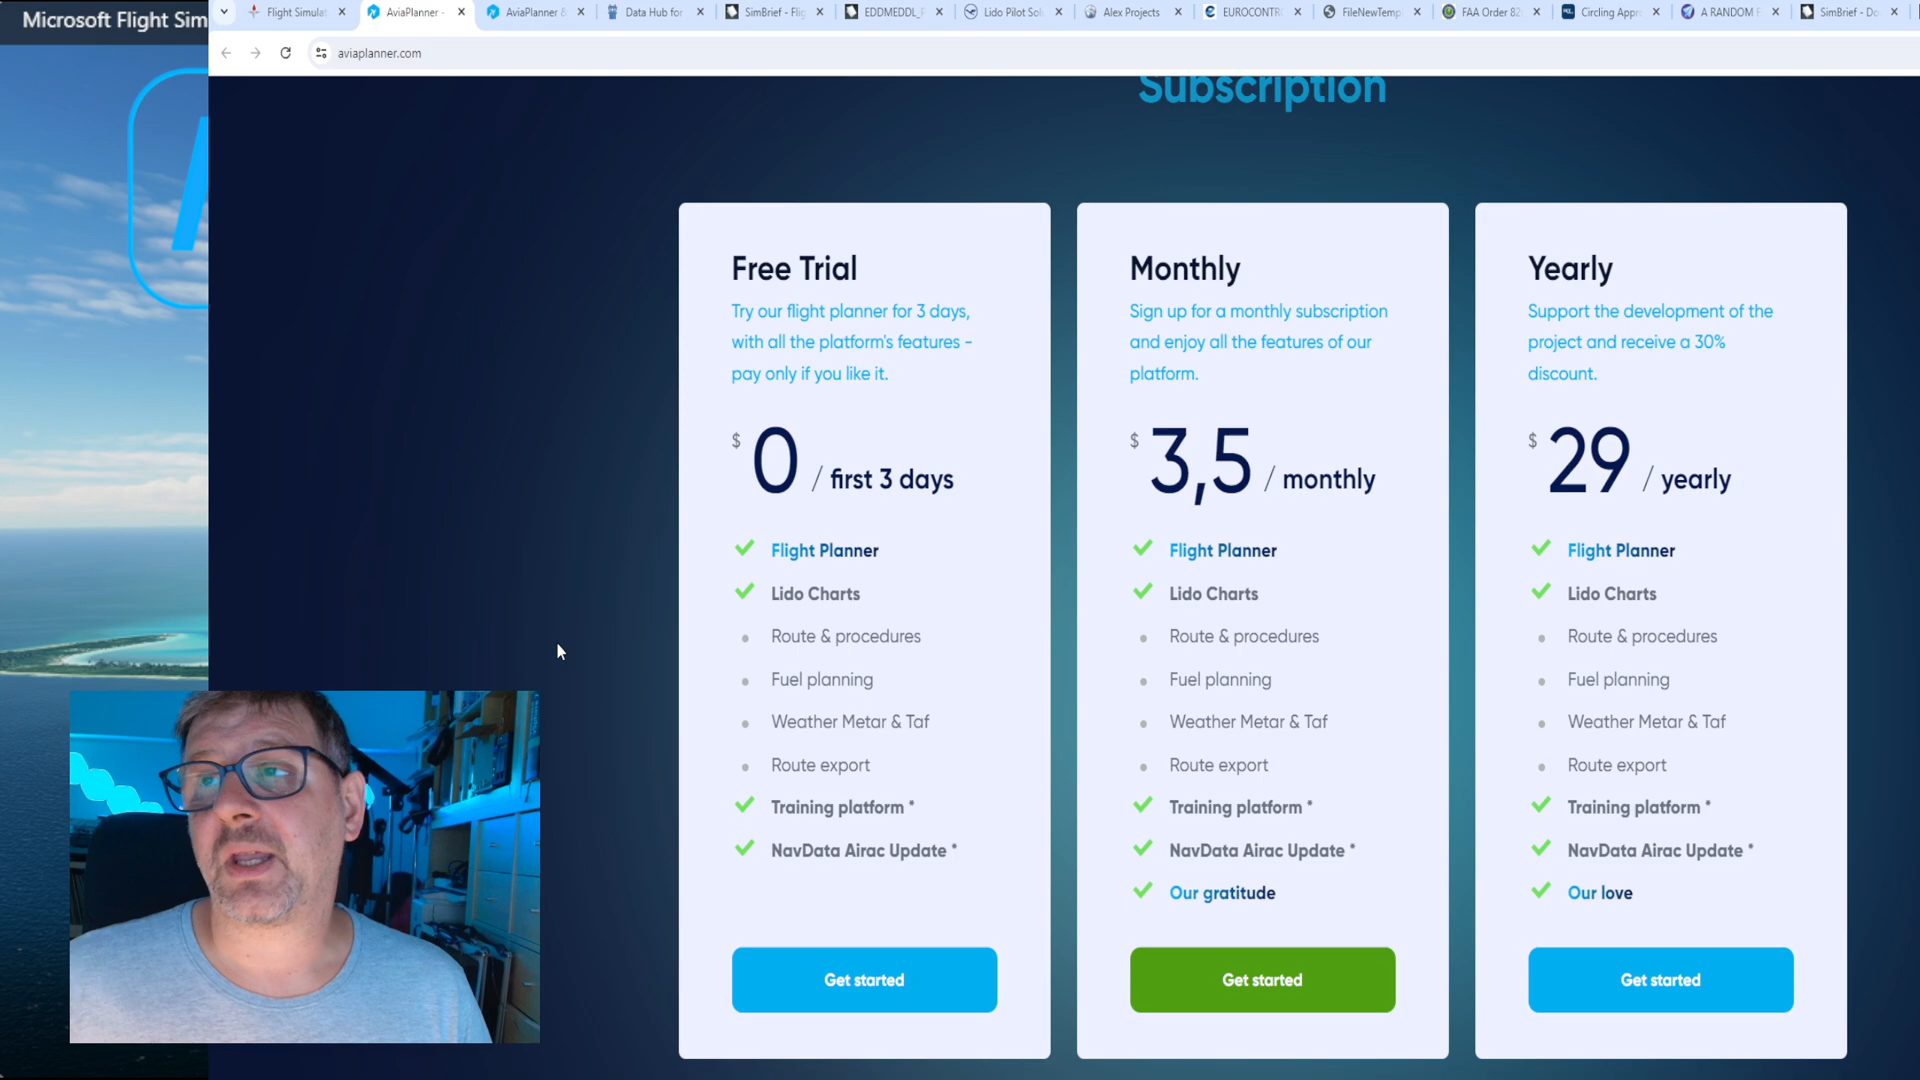 Microsoft Flight Sim
Flight Simulat
AviaPlanner -
AviaPlanner &
Data Hub for
SimBrief - Flig
EDDMEDDL_F
Lido Pilot Sol
Alex Projects
EUROCONTR
FileNewTemp
FAA Order 82
Circling Appr
A RANDOM F
SimBrief - Do
aviaplanner.com
Subscription
Free Trial
Try our flight planner for 3 days,
with all the platform's features -
pay only if you like it.
$ 0 / first 3 days
Flight Planner
Lido Charts
Route & procedures
Fuel planning
Weather Metar & Taf
Route export
Training platform *
NavData Airac Update *
Get started
Monthly
Sign up for a monthly subscription
and enjoy all the features of our
platform.
$ 3,5 / monthly
Flight Planner
Lido Charts
Route & procedures
Fuel planning
Weather Metar & Taf
Route export
Training platform *
NavData Airac Update *
Our gratitude
Get started
Yearly
Support the development of the
project and receive a 30%
discount.
$ 29 / yearly
Flight Planner
Lido Charts
Route & procedures
Fuel planning
Weather Metar & Taf
Route export
Training platform *
NavData Airac Update *
Our love
Get started